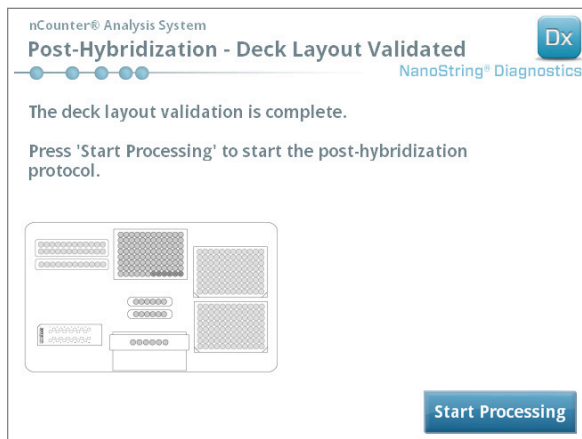 nCounter® Analysis System
Post-Hybridization - Deck Layout Validated
Dx
NanoString® Diagnostics
The deck layout validation is complete.
Press 'Start Processing' to start the post-hybridization
protocol.
Start Processing